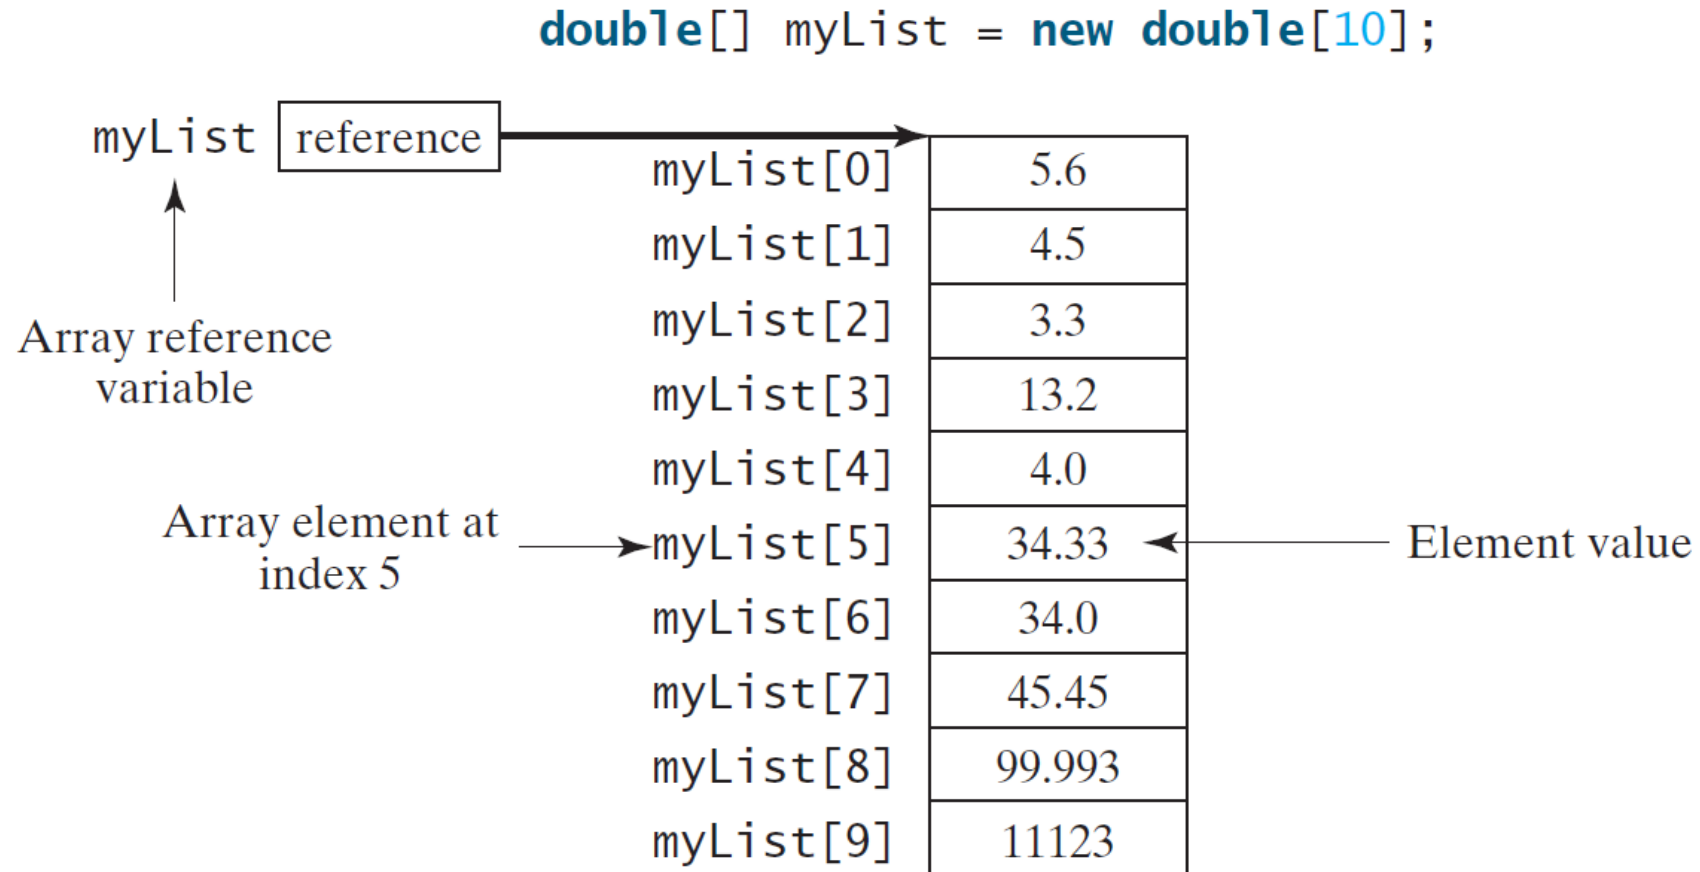 double[] myList = new double[10];
myList reference
Array reference
variable
myList[0] 5.6
myList[1] 4.5
myList[2] 3.3
myList[3] 13.2
myList[4] 4.0
Array element at
index 5
myList[5] 34.33
Element value
myList[6] 34.0
myList[7] 45.45
myList[8] 99.993
myList[9] 11123